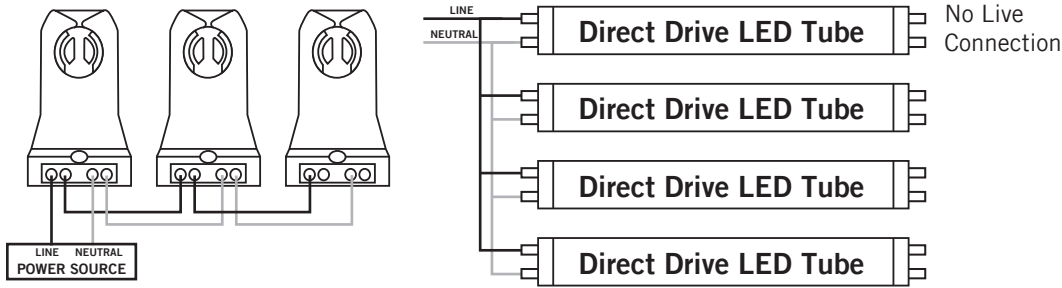 LINE NEUTRAL
POWER SOURCE
LINE
NEUTRAL
Direct Drive LED Tube
No Live
Connection
Direct Drive LED Tube
Direct Drive LED Tube
Direct Drive LED Tube